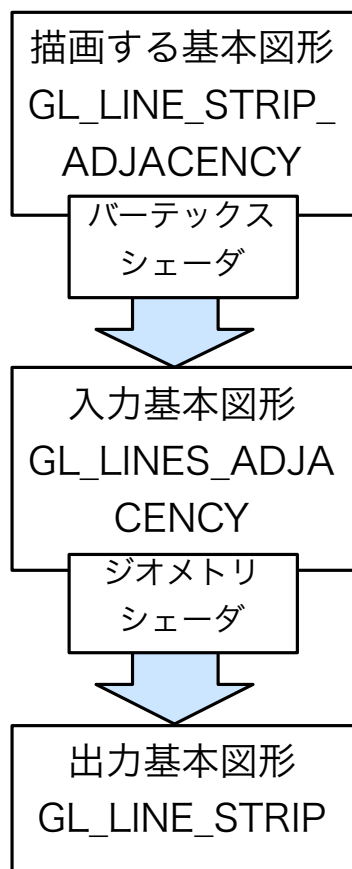 描画する基本図形
GL_LINE_STRIP_
ADJACENCY
バーテックス
シェーダ
入力基本図形
GL_LINES_ADJA
CENCY
ジオメトリ
シェーダ
出力基本図形
GL_LINE_STRIP